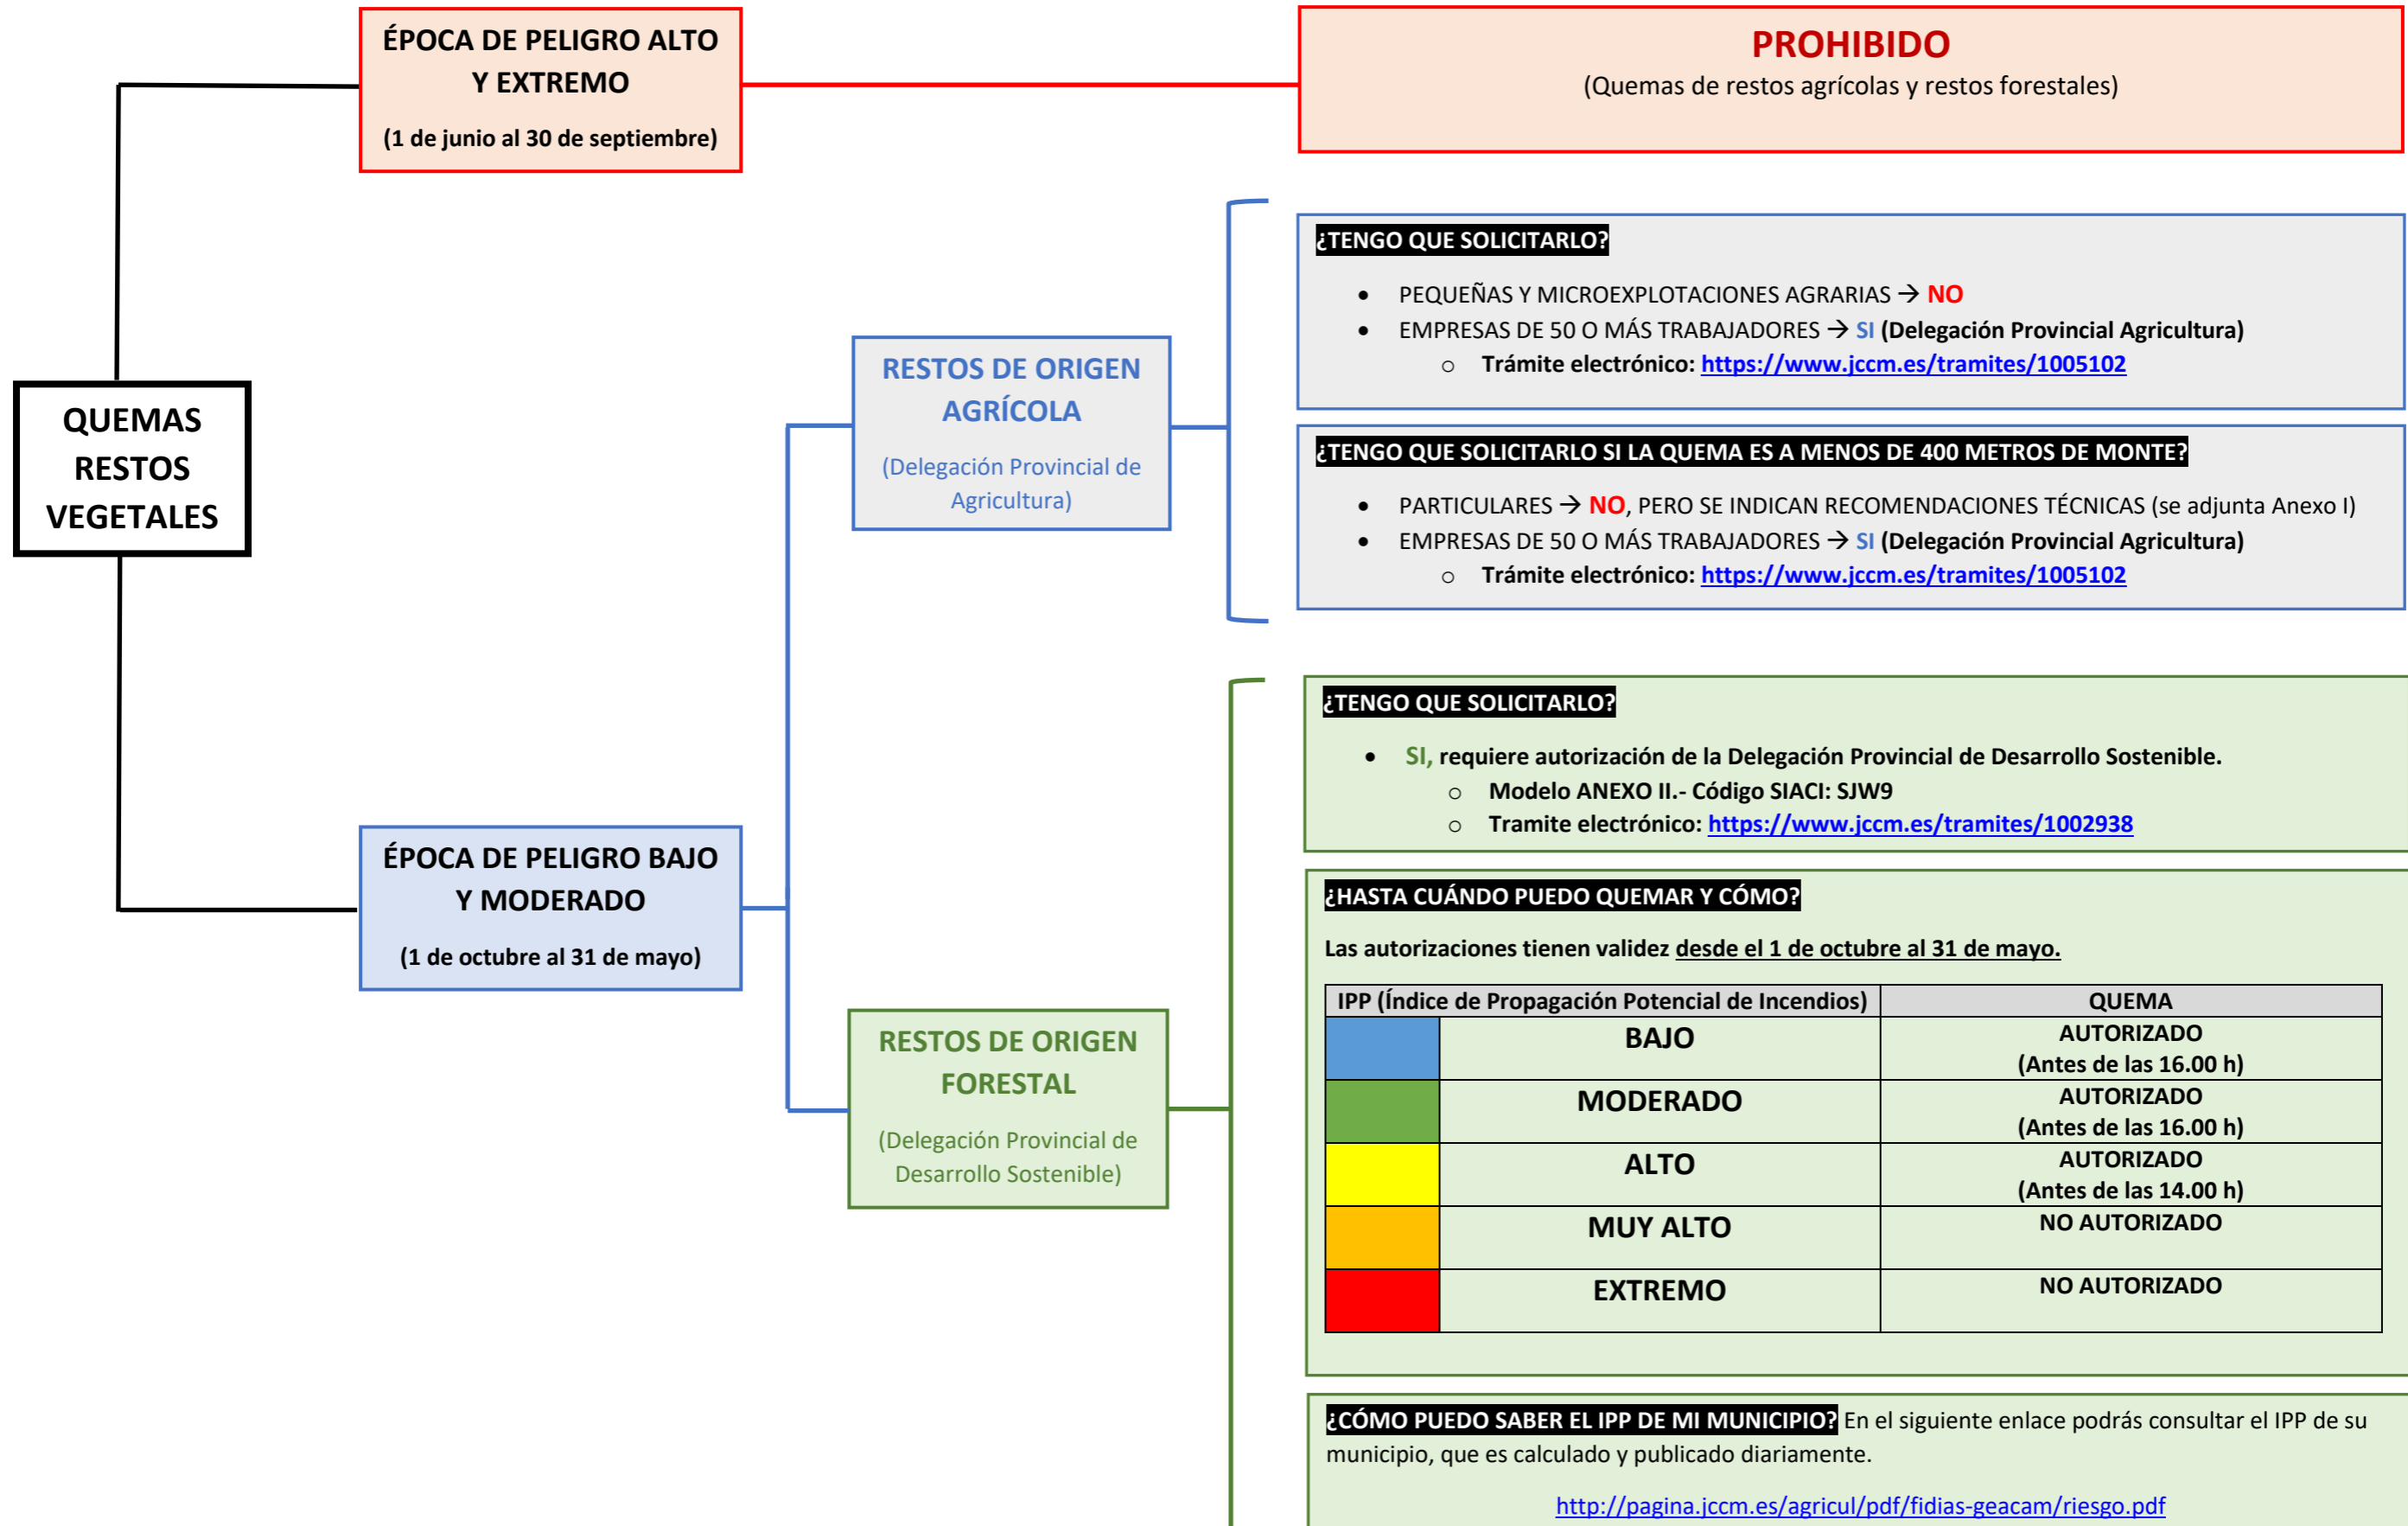 ÉPOCA DE PELIGRO ALTO
Y EXTREMO
(1 de junio al 30 de septiembre)
PROHIBIDO
(Quemas de restos agrícolas y restos forestales)
QUEMAS
RESTOS
VEGETALES
RESTOS DE ORIGEN
AGRÍCOLA
(Delegación Provincial de
Agricultura)
¿TENGO QUE SOLICITARLO?
• PEQUEÑAS Y MICROEXPLOTACIONES AGRARIAS → NO
• EMPRESAS DE 50 O MÁS TRABAJADORES → SI (Delegación Provincial Agricultura)
o Trámite electrónico: https://www.jccm.es/tramites/1005102
¿TENGO QUE SOLICITARLO SI LA QUEMA ES A MENOS DE 400 METROS DE MONTE?
• PARTICULARES → NO, PERO SE INDICAN RECOMENDACIONES TÉCNICAS (se adjunta Anexo I)
• EMPRESAS DE 50 O MÁS TRABAJADORES → SI (Delegación Provincial Agricultura)
o Trámite electrónico: https://www.jccm.es/tramites/1005102
ÉPOCA DE PELIGRO BAJO
Y MODERADO
(1 de octubre al 31 de mayo)
RESTOS DE ORIGEN
FORESTAL
(Delegación Provincial de
Desarrollo Sostenible)
¿TENGO QUE SOLICITARLO?
• SI, requiere autorización de la Delegación Provincial de Desarrollo Sostenible.
o Modelo ANEXO II.- Código SIACI: SJW9
o Tramite electrónico: https://www.jccm.es/tramites/1002938
¿HASTA CUÁNDO PUEDO QUEMAR Y CÓMO?
Las autorizaciones tienen validez desde el 1 de octubre al 31 de mayo.
IPP (Índice de Propagación Potencial de Incendios) QUEMA
BAJO AUTORIZADO
(Antes de las 16.00 h)
MODERADO AUTORIZADO
(Antes de las 16.00 h)
ALTO AUTORIZADO
(Antes de las 14.00 h)
MUY ALTO NO AUTORIZADO
EXTREMO NO AUTORIZADO
¿CÓMO PUEDO SABER EL IPP DE MI MUNICIPIO? En el siguiente enlace podrás consultar el IPP de su
municipio, que es calculado y publicado diariamente.
http://pagina.jccm.es/agricul/pdf/fidias-geacam/riesgo.pdf